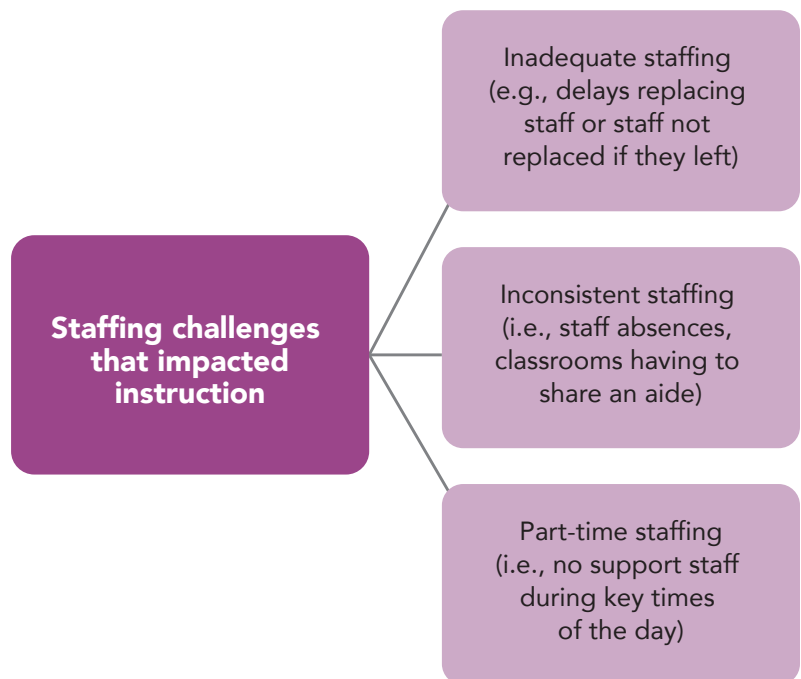 Staffing challenges
that impacted
instruction
Inadequate staffing
(e.g., delays replacing
staff or staff not
replaced if they left)
Inconsistent staffing
(i.e., staff absences,
classrooms having to
share an aide)
Part-time staffing
(i.e., no support staff
during key times
of the day)